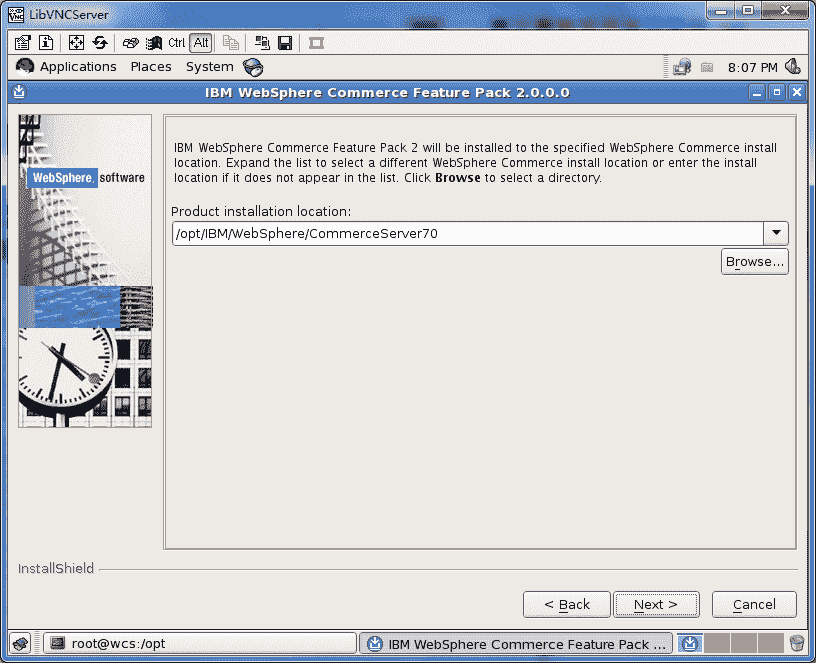 LibVNCServer
Ctrl Alt
Applications Places System 8:07 PM
IBM WebSphere Commerce Feature Pack 2.0.0.0
WebSphere. software
IBM WebSphere Commerce Feature Pack 2 will be installed to the specified WebSphere Commerce install
location. Expand the list to select a different WebSphere Commerce install location or enter the install
location if it does not appear in the list. Click Browse to select a directory.
Product installation location:
/opt/IBM/WebSphere/CommerceServer70
Browse...
InstallShield
< Back Next > Cancel
root@wcs:/opt IBM WebSphere Commerce Feature Pack ...